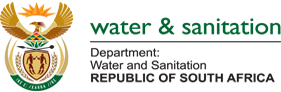 water & sanitation
Department:
Water and Sanitation
REPUBLIC OF SOUTH AFRICA